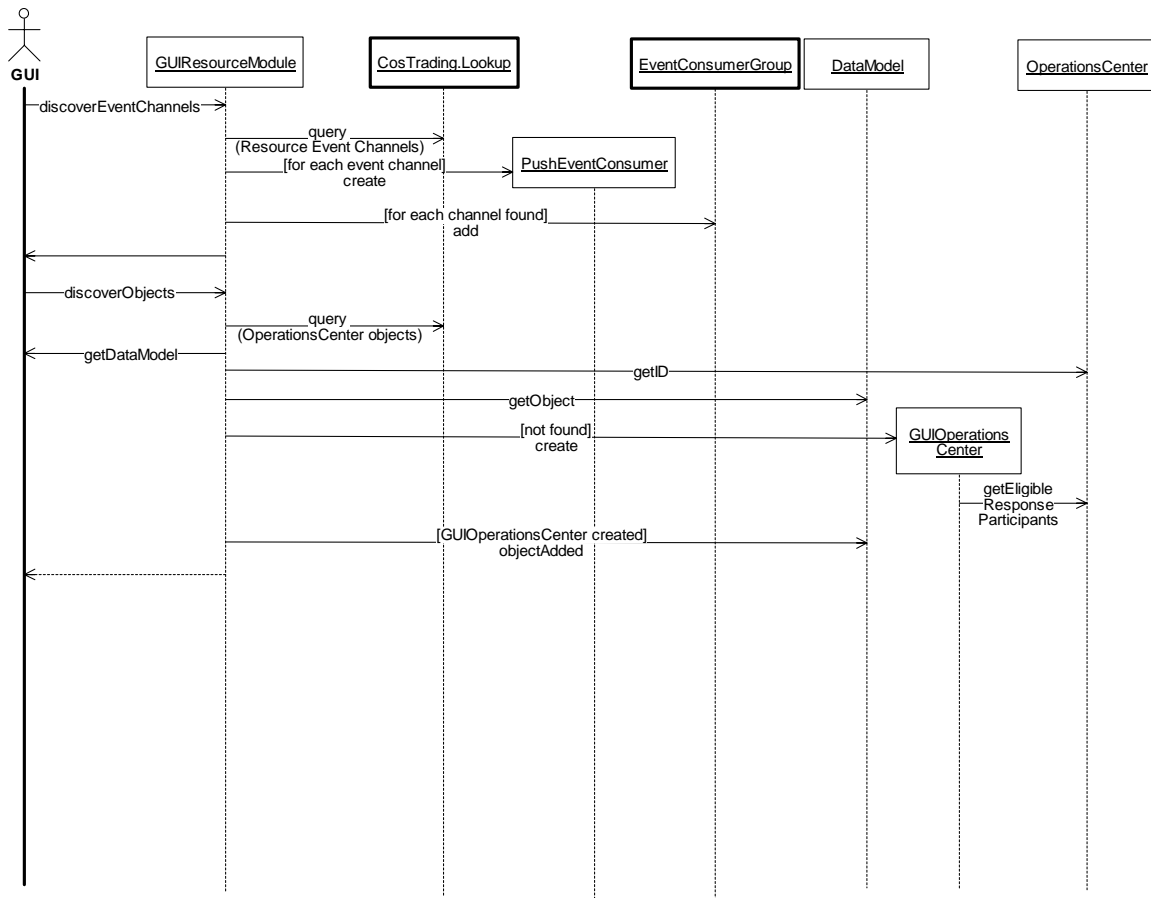 GUI
GUIResourceModule
CosTrading.Lookup
EventConsumerGroup
DataModel
OperationsCenter
discoverEventChannels
query
(Resource Event Channels)
[for each event channel]
create
PushEventConsumer
[for each channel found]
add
discoverObjects
query
(OperationsCenter objects)
getDataModel
getID
getObject
[not found]
create
GUIOperations
Center
getEligible
Response
Participants
[GUIOperationsCenter created]
objectAdded